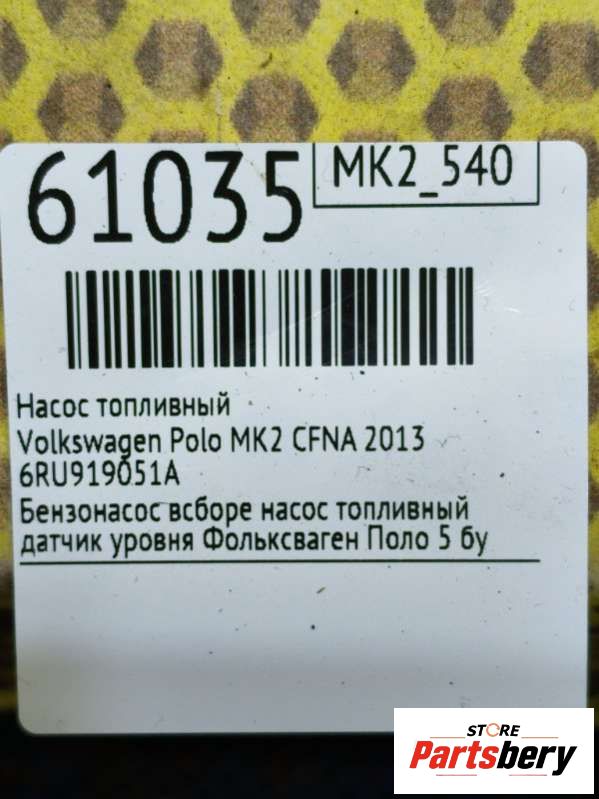 61035
MK2_540
Насос топливный
Volkswagen Polo MK2 CFNA 2013
6RU919051A
Бензонасос всборе насос топливный
датчик уровня Фольксваген Поло 5 бу
STORE
Partsbery